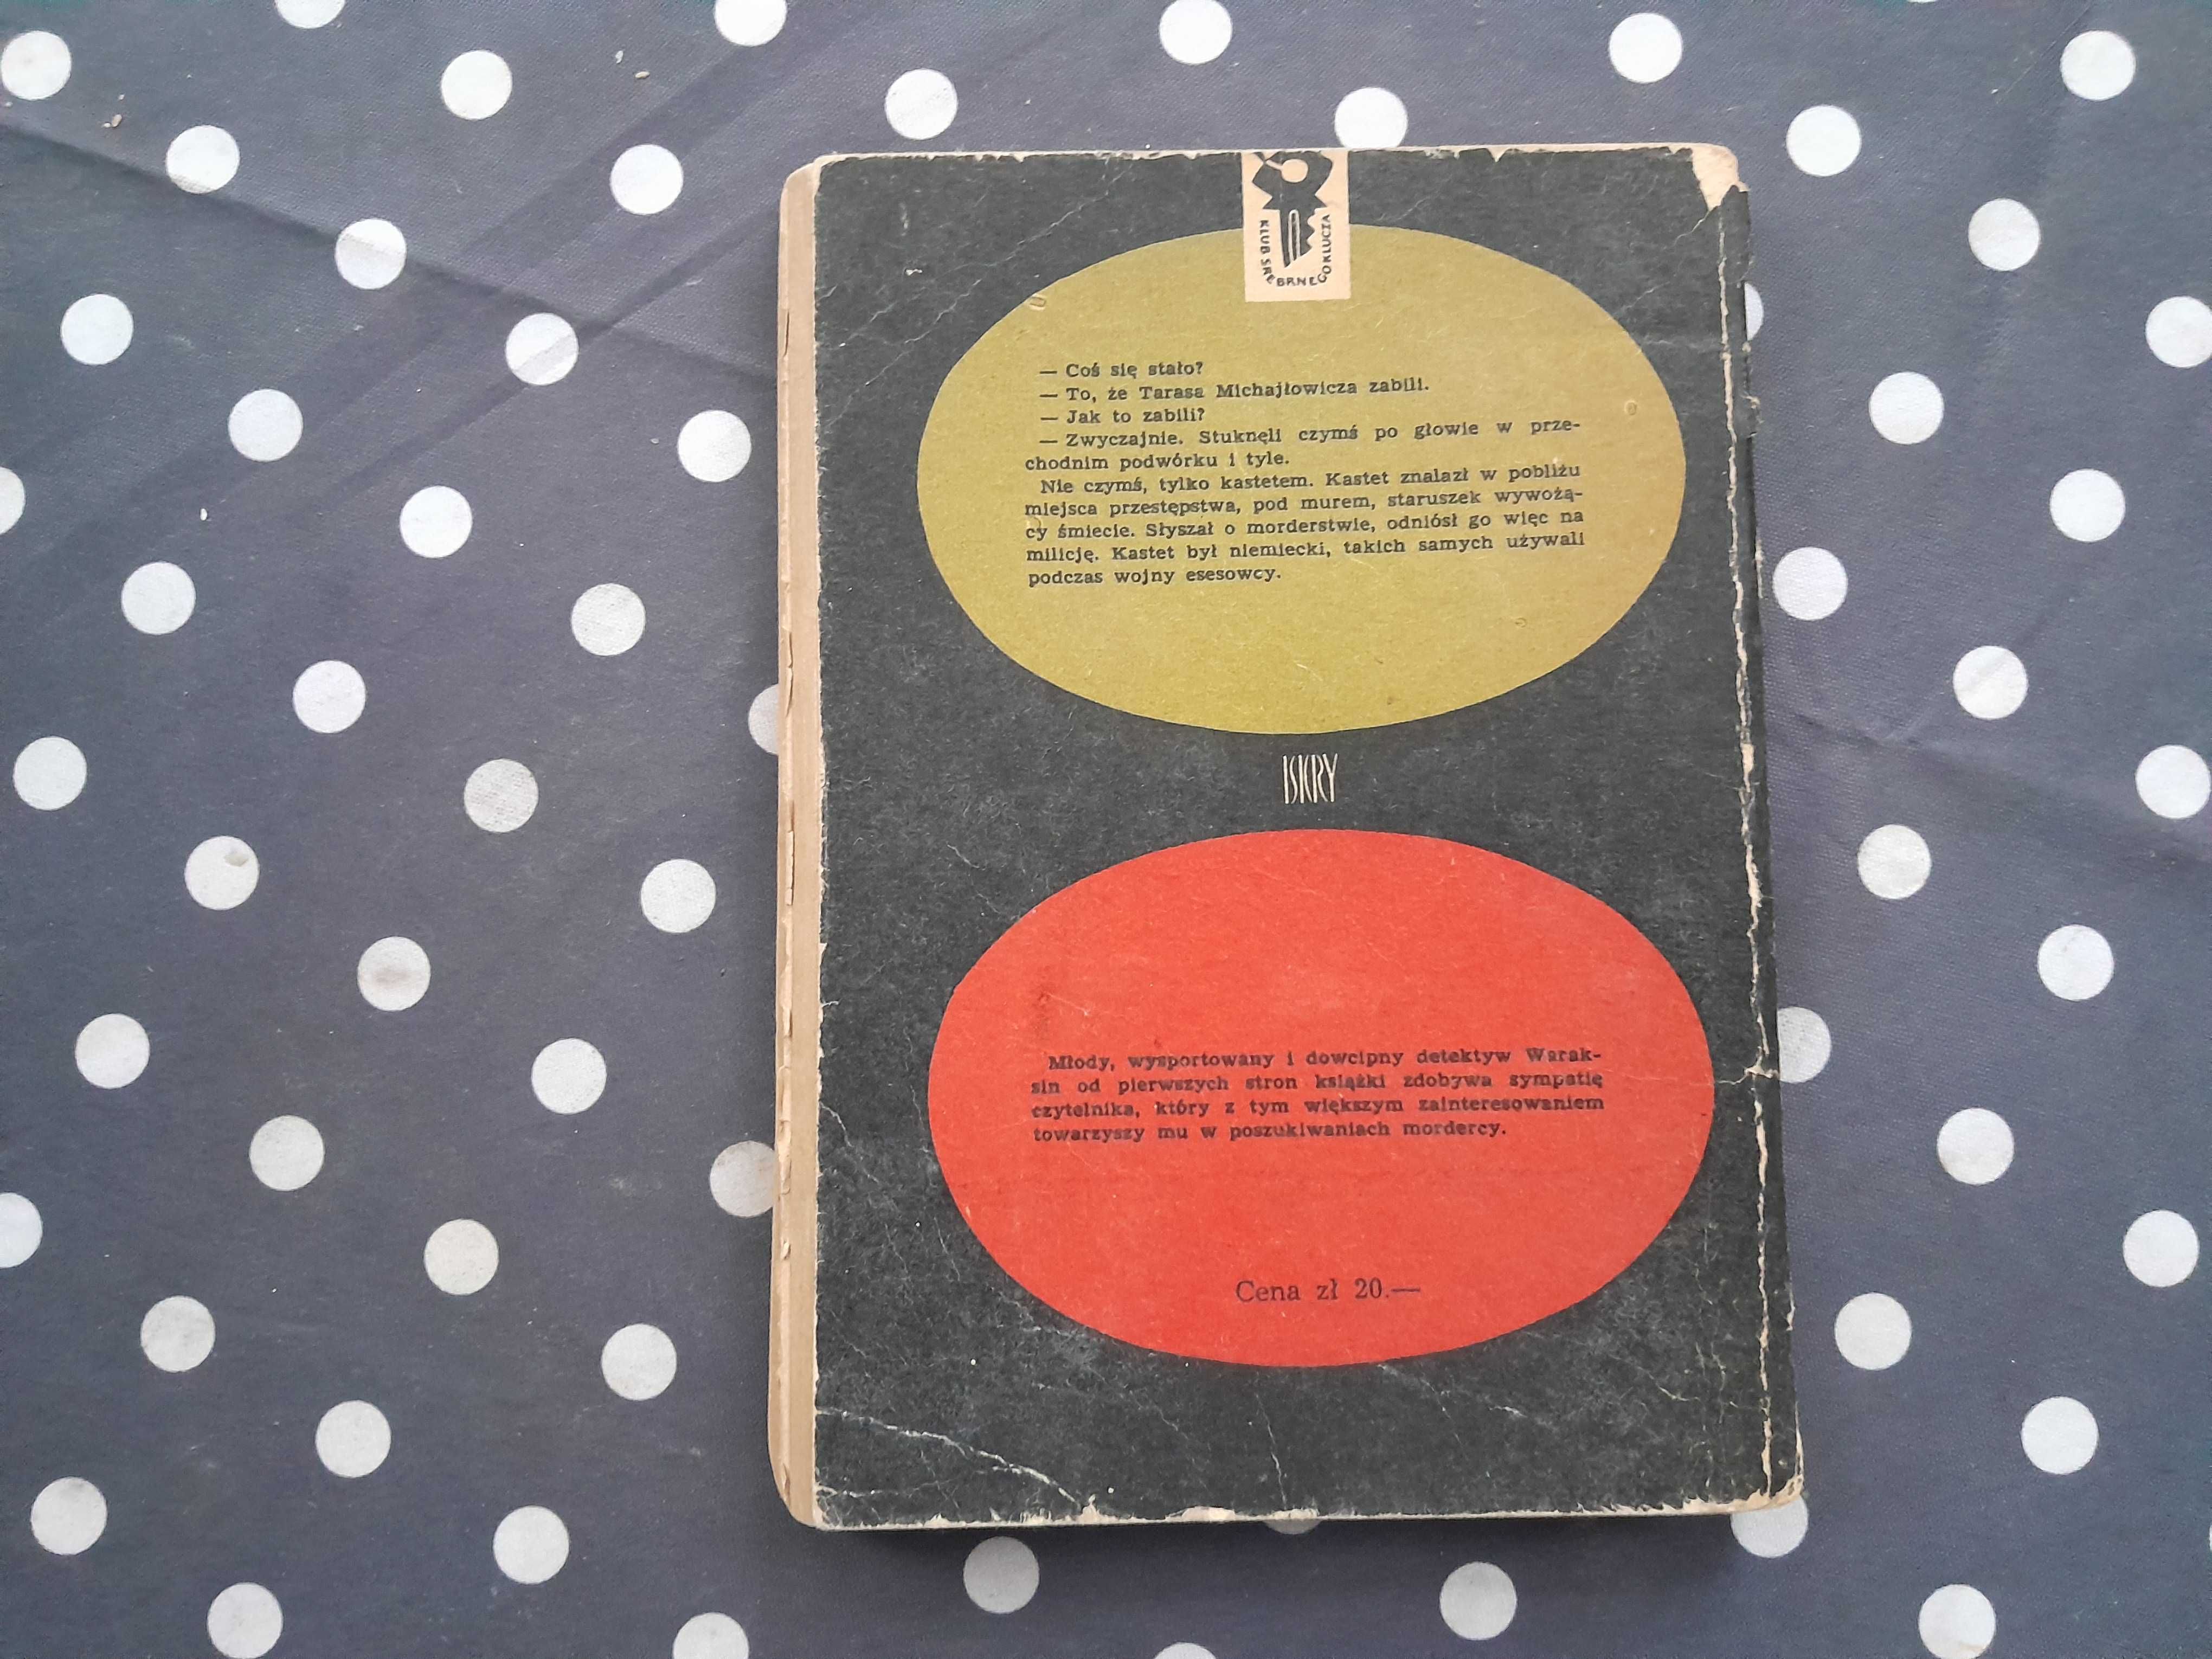 KLUB SREBRNEGO KLUCZA
— Coś się stało?
— To, że Tarasa Michajłowicza zabili.
— Jak to zabili?
— Zwyczajnie. Stuknęli czymś po głowie w prze-
chodnim podwórku i tyle.
Nie czymś, tylko kastetem. Kastet znalazł w pobliżu
miejsca przestępstwa, pod murem, staruszek wywożą-
cy śmiecie. Słyszał o morderstwie, odniósł go więc na
milicję. Kastet był niemiecki, takich samych używali
podczas wojny esesowcy.
ISKRY
Młody, wysportowany i dowcipny detektyw Warak-
sin od pierwszych stron książki zdobywa sympatię
czytelnika, który z tym większym zainteresowaniem
towarzyszy mu w poszukiwaniach mordercy.
Cena zł 20.—